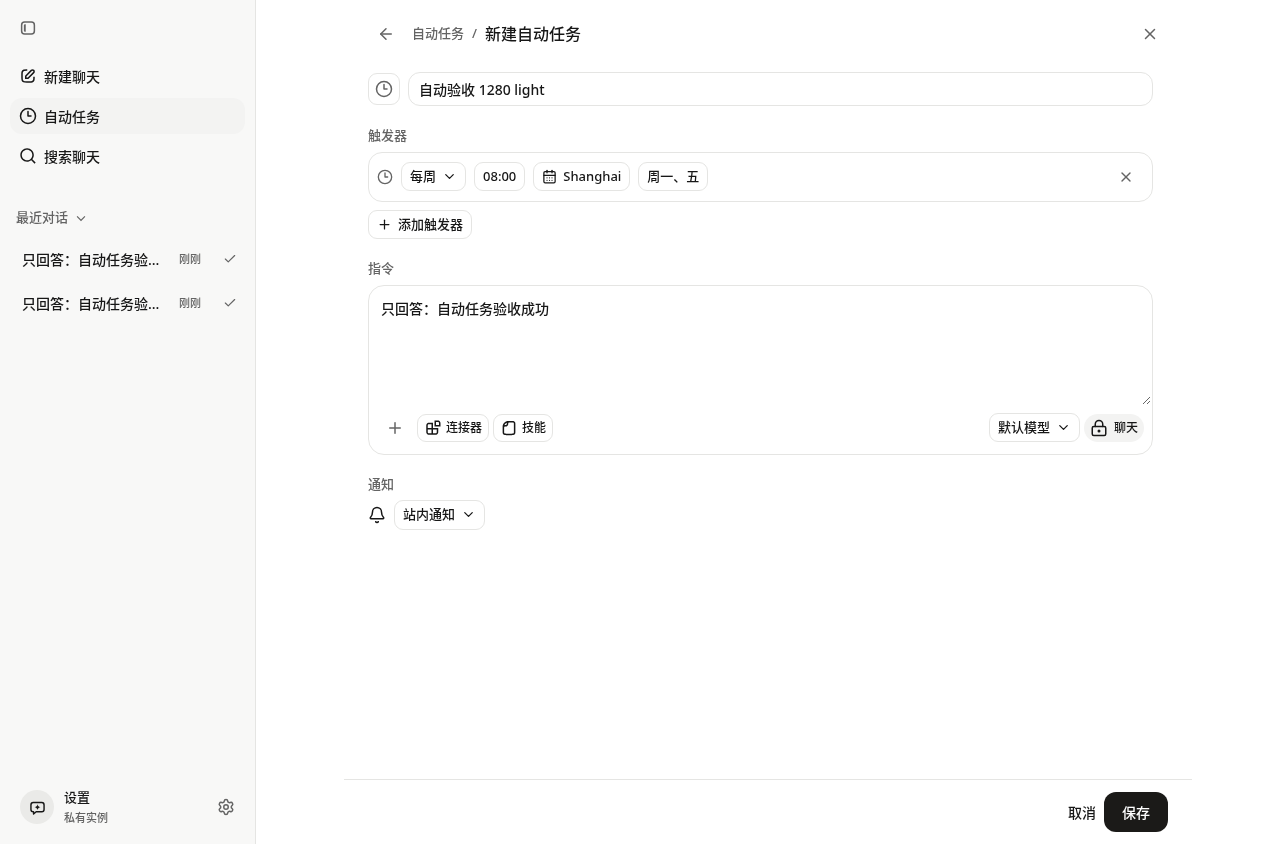 新建聊天
自动任务
搜索聊天
最近对话
只回答：自动任务验... 刚刚
只回答：自动任务验... 刚刚
设置
私有实例
自动任务 / 新建自动任务
自动验收 1280 light
触发器
每周 08:00 Shanghai 周一、五
添加触发器
指令
只回答：自动任务验收成功
连接器 技能 默认模型 聊天
通知
站内通知
取消 保存